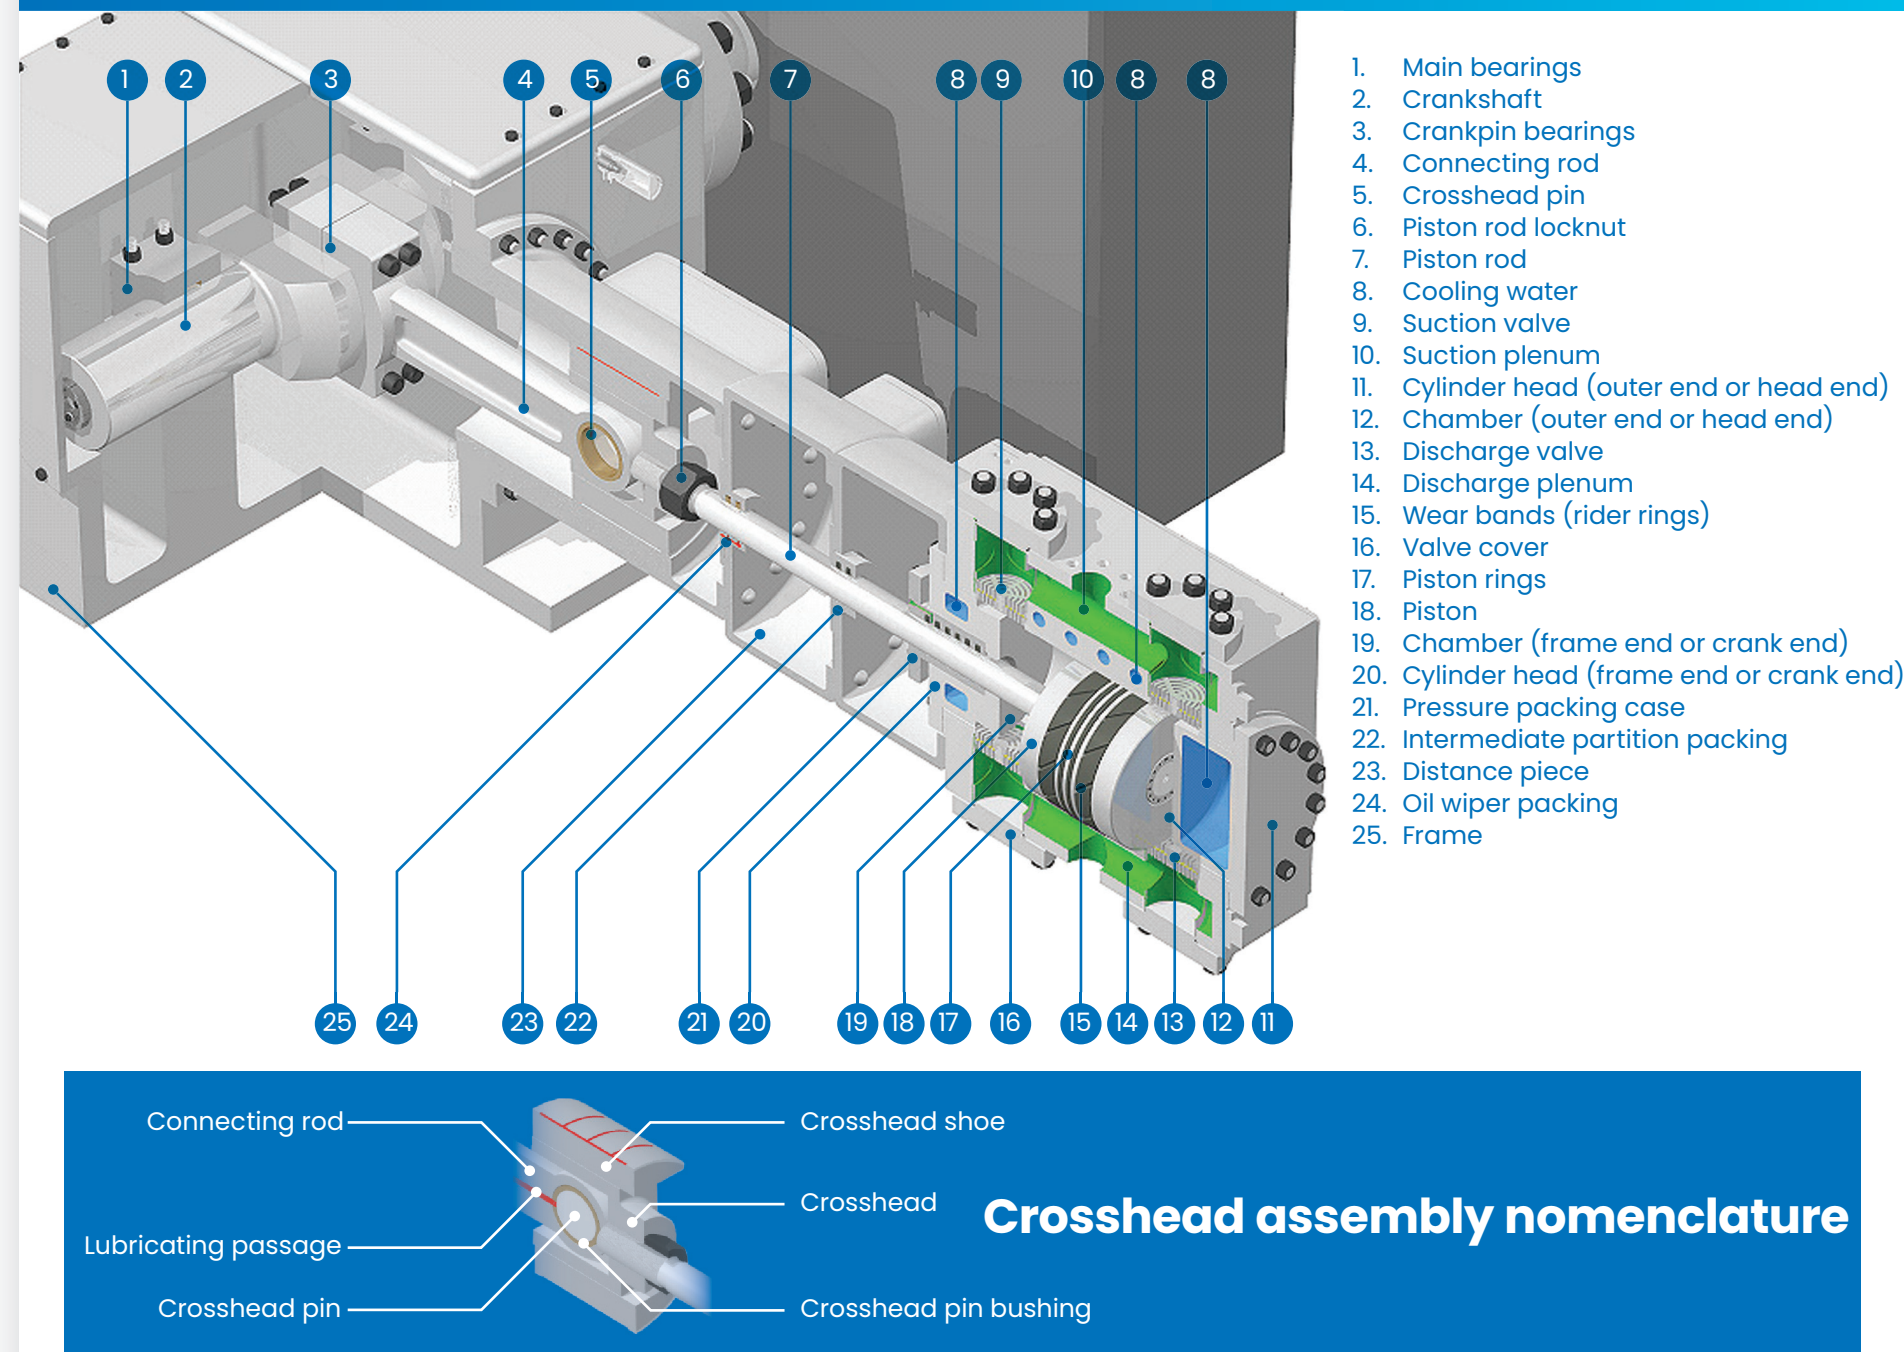 1 2 3 4 5 6 7 8 9 10 8 8
1. Main bearings
2. Crankshaft
3. Crankpin bearings
4. Connecting rod
5. Crosshead pin
6. Piston rod locknut
7. Piston rod
8. Cooling water
9. Suction valve
10. Suction plenum
11. Cylinder head (outer end or head end)
12. Chamber (outer end or head end)
13. Discharge valve
14. Discharge plenum
15. Wear bands (rider rings)
16. Valve cover
17. Piston rings
18. Piston
19. Chamber (frame end or crank end)
20. Cylinder head (frame end or crank end)
21. Pressure packing case
22. Intermediate partition packing
23. Distance piece
24. Oil wiper packing
25. Frame
25 24 23 22 21 20 19 18 17 16 15 14 13 12 11
Connecting rod
Lubricating passage
Crosshead pin
Crosshead shoe
Crosshead
Crosshead pin bushing
Crosshead assembly nomenclature